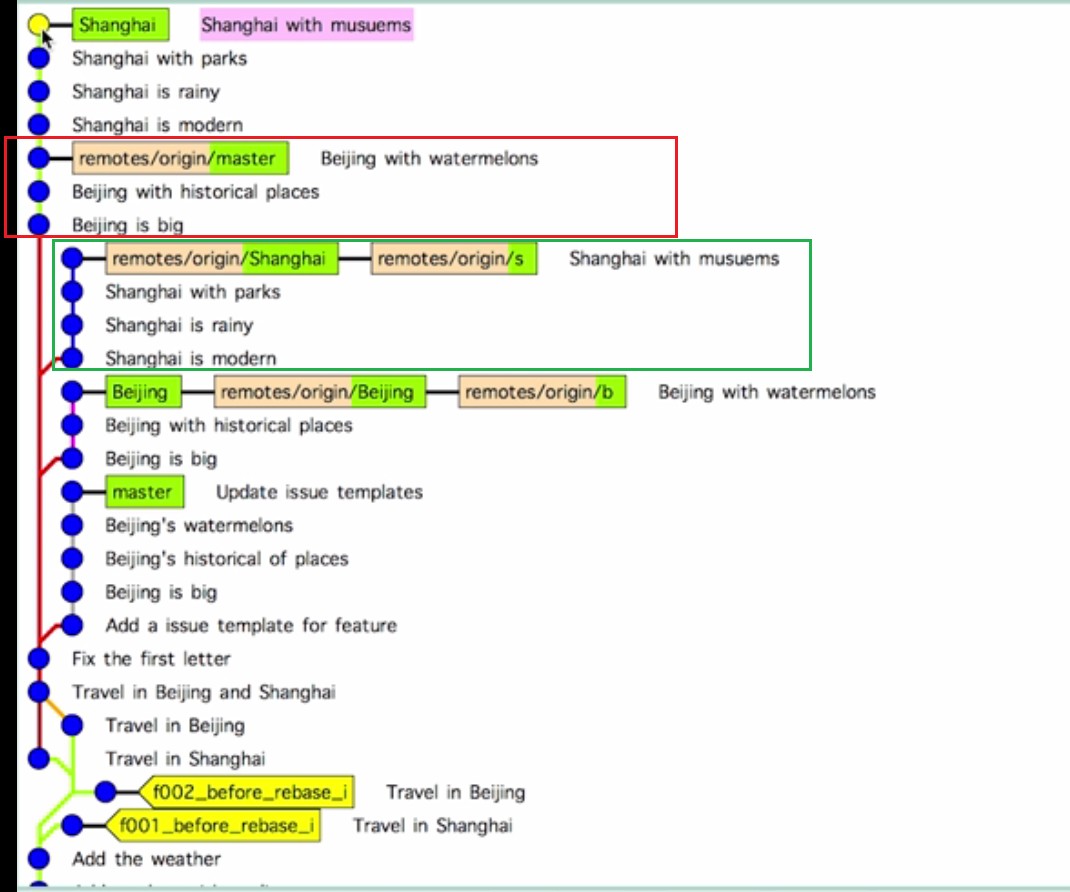 Shanghai Shanghai with musuems
Shanghai with parks
Shanghai is rainy
Shanghai is modern
remotes/origin/master Beijing with watermelons
Beijing with historical places
Beijing is big
remotes/origin/Shanghai remotes/origin/s Shanghai with musuems
Shanghai with parks
Shanghai is rainy
Shanghai is modern
Beijing remotes/origin/Beijing remotes/origin/b Beijing with watermelons
Beijing with historical places
Beijing is big
master Update issue templates
Beijing's watermelons
Beijing's historical of places
Beijing is big
Add a issue template for feature
Fix the first letter
Travel in Beijing and Shanghai
Travel in Beijing
Travel in Shanghai
f002_before_rebase_i Travel in Beijing
f001_before_rebase_i Travel in Shanghai
Add the weather